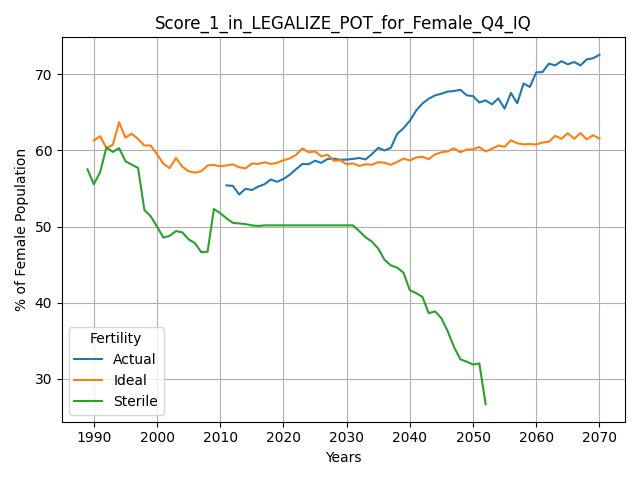 Score_1_in_LEGALIZE_POT_for_Female_Q4_IQ
70
60
50
40
30
% of Female Population
Fertility
Actual
Ideal
Sterile
1990 2000 2010 2020 2030 2040 2050 2060 2070
Years